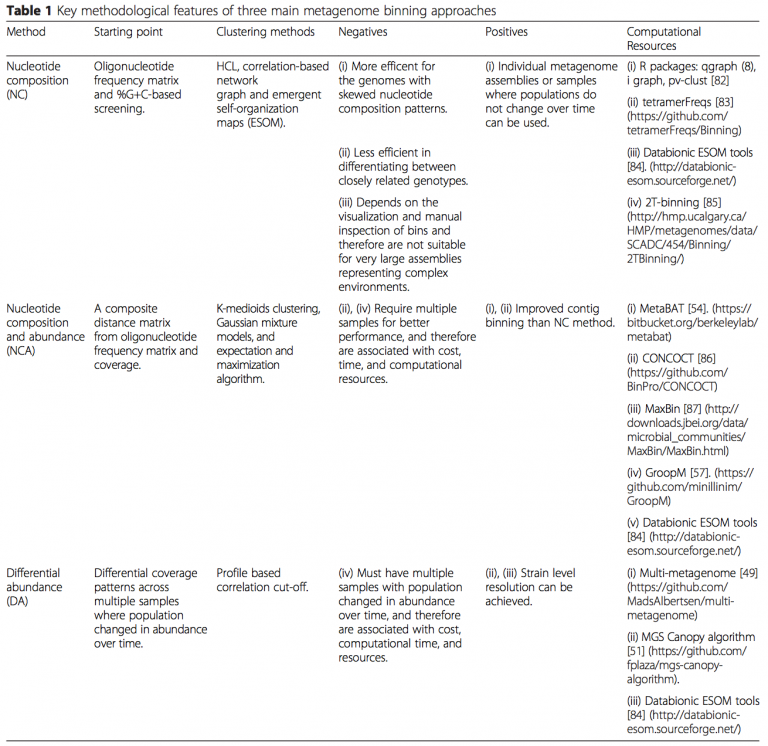 Table 1 Key methodological features of three main metagenome binning approaches
Method
Starting point
Clustering methods
Negatives
Positives
Computational
Resources
Nucleotide
composition
(NC)
Oligonucleotide
frequency matrix
and %G+C-based
screening.
HCL, correlation-based
network
graph and emergent
self-organization
maps (ESOM).
(i) More efficent for
the genomes with
skewed nucleotide
composition patterns.
(ii) Less efficient in
differentiating between
closely related genotypes.
(iii) Depends on the
visualization and manual
inspection of bins and
therefore are not suitable
for very large assemblies
representing complex
environments.
(i) Individual metagenome
assemblies or samples
where populations do
not change over time
can be used.
(i) R packages: qgraph (8),
i graph, pv-clust [82]
(ii) tetramerFreqs [83]
(https://github.com/
tetramerFreqs/Binning)
(iii) Databionic ESOM tools
[84]. (http://databionic-
esom.sourceforge.net/)
(iv) 2T-binning [85]
(http://hmp.ucalgary.ca/
HMP/metagenomes/data/
SCADC/454/Binning/
2TBinning/)
Nucleotide
composition
and abundance
(NCA)
A composite
distance matrix
from oligonucleotide
frequency matrix and
coverage.
K-medioids clustering,
Gaussian mixture
models, and
expectation and
maximization
algorithm.
(ii), (iv) Require multiple
samples for better
performance, and therefore
are associated with cost,
time, and computational
resources.
(i), (ii) Improved contig
binning than NC method.
(i) MetaBAT [54]. (https://
bitbucket.org/berkeleylab/
metabat)
(ii) CONCOCT [86]
(https://github.com/
BinPro/CONCOCT)
(iii) MaxBin [87] (http://
downloads.jbei.org/data/
microbial_communities/
MaxBin/MaxBin.html)
(iv) GroopM [57]. (https://
github.com/minillinim/
GroopM)
(v) Databionic ESOM tools
[84] (http://databionic-
esom.sourceforge.net/)
Differential
abundance
(DA)
Differential coverage
patterns across
multiple samples
where population
changed in abundance
over time.
Profile based
correlation cut-off.
(iv) Must have multiple
samples with population
changed in abundance
over time, and therefore
are associated with cost,
computational time, and
resources.
(ii), (iii) Strain level
resolution can be
achieved.
(i) Multi-metagenome [49]
(https://github.com/
MadsAlbertsen/multi-
metagenome)
(ii) MGS Canopy algorithm
[51] (https://github.com/
fplaza/mgs-canopy-
algorithm).
(iii) Databionic ESOM tools
[84] (http://databionic-
esom.sourceforge.net/)